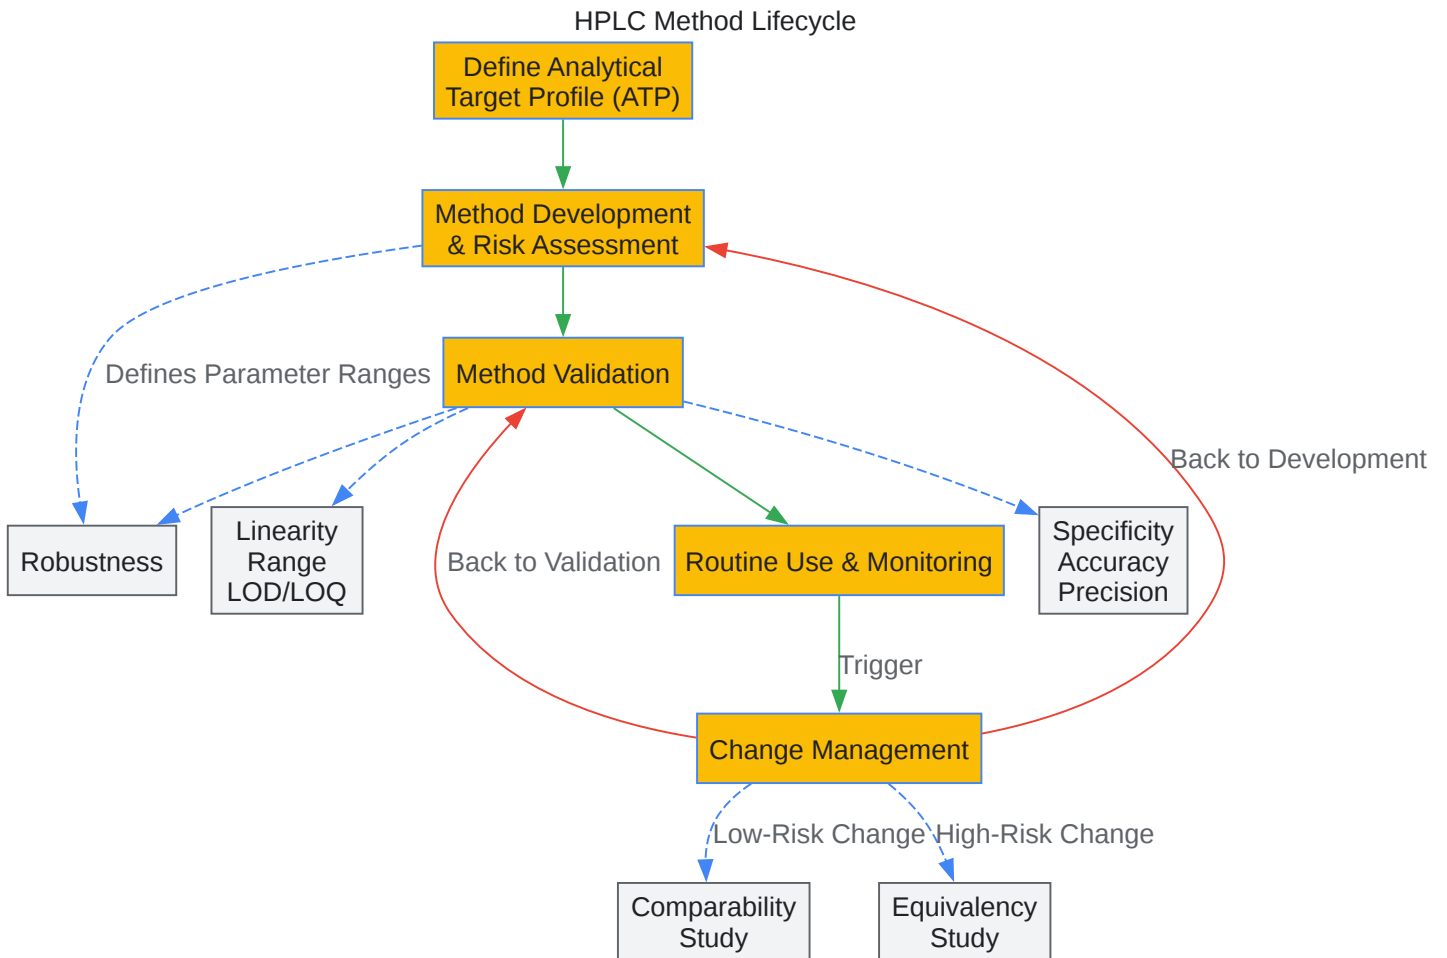 HPLC Method Lifecycle
Define Analytical
Target Profile (ATP)
Method Development
& Risk Assessment
Defines Parameter Ranges
Method Validation
Back to Development
Robustness
Linearity
Range
LOD/LOQ
Back to Validation
Routine Use & Monitoring
Specificity
Accuracy
Precision
Trigger
Change Management
Low-Risk Change
High-Risk Change
Comparability
Study
Equivalency
Study